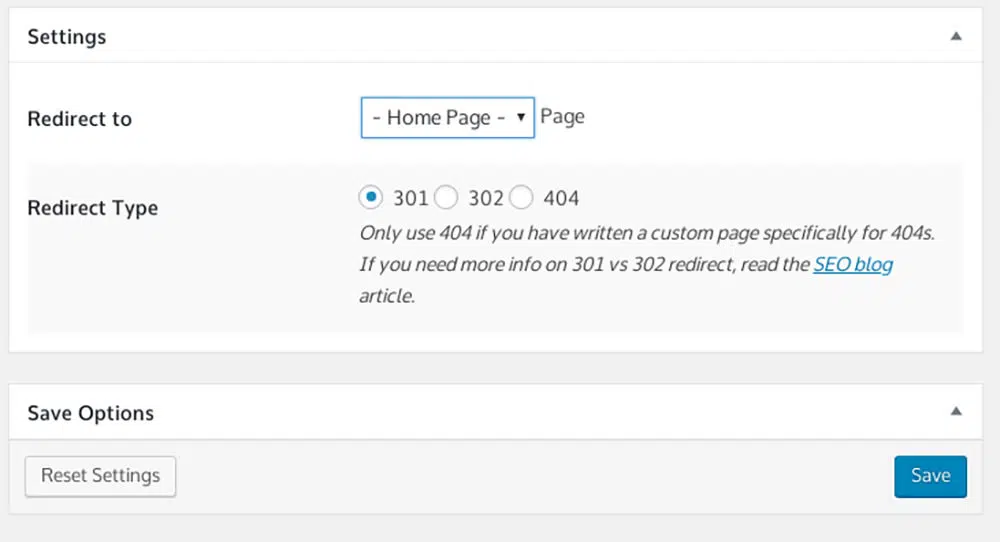 Settings
Redirect to
- Home Page - Page
Redirect Type
301 302 404
Only use 404 if you have written a custom page specifically for 404s.
If you need more info on 301 vs 302 redirect, read the SEO blog
article.
Save Options
Reset Settings Save